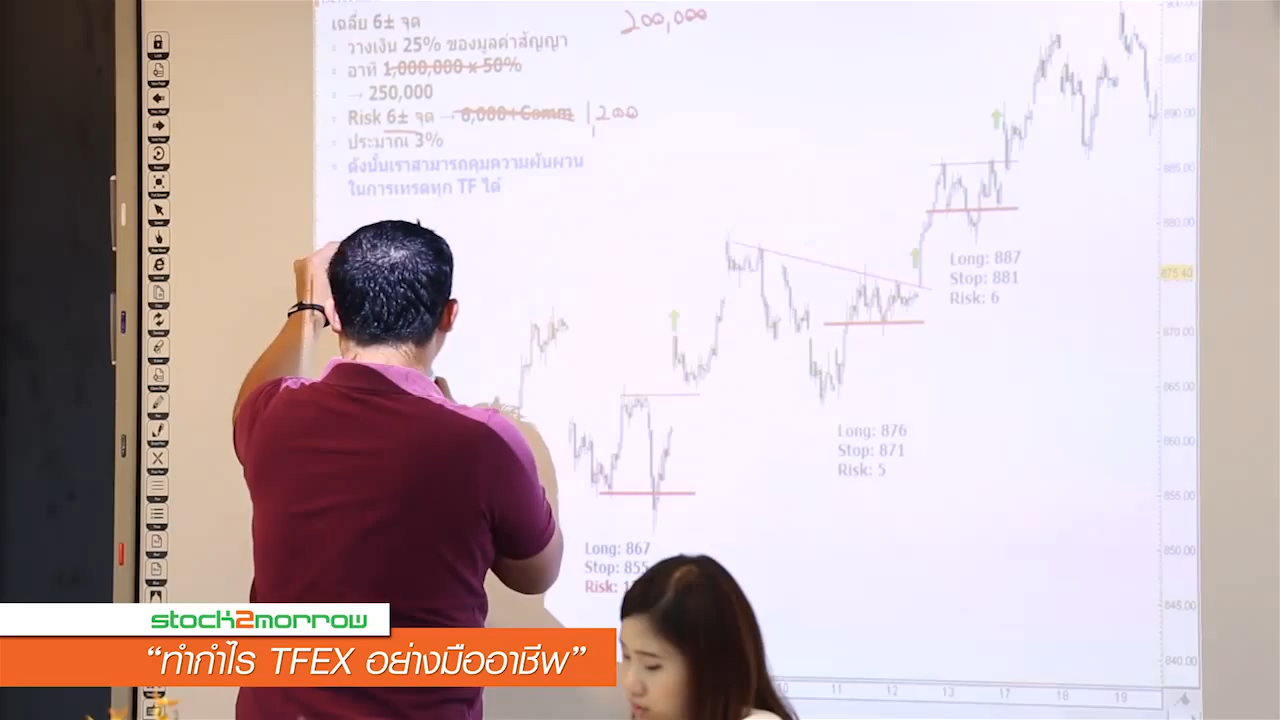 เฉลี่ย 6± จุด
200,000
▫ วางเงิน 25% ของมูลค่าสัญญา
▫ อาทิ 1,000,000 x 50%
▫ → 250,000
▫ Risk 6± จุด → 6,000+Comm 1,200
▫ ประมาณ 3%
▫ ดังนั้นเราสามารถคุมความผันผวน
ในการเทรดทุก TF ได้
900.00
895.00
890.00
885.00
880.00
875.40
870.00
865.00
860.00
855.00
850.00
845.00
840.00
Long: 887
Stop: 881
Risk: 6
Long: 876
Stop: 871
Risk: 5
Long: 867
Stop: 855
Risk:
10 11 12 13 17 18 19
stock2morrow
“ทำกำไร TFEX อย่างมืออาชีพ”